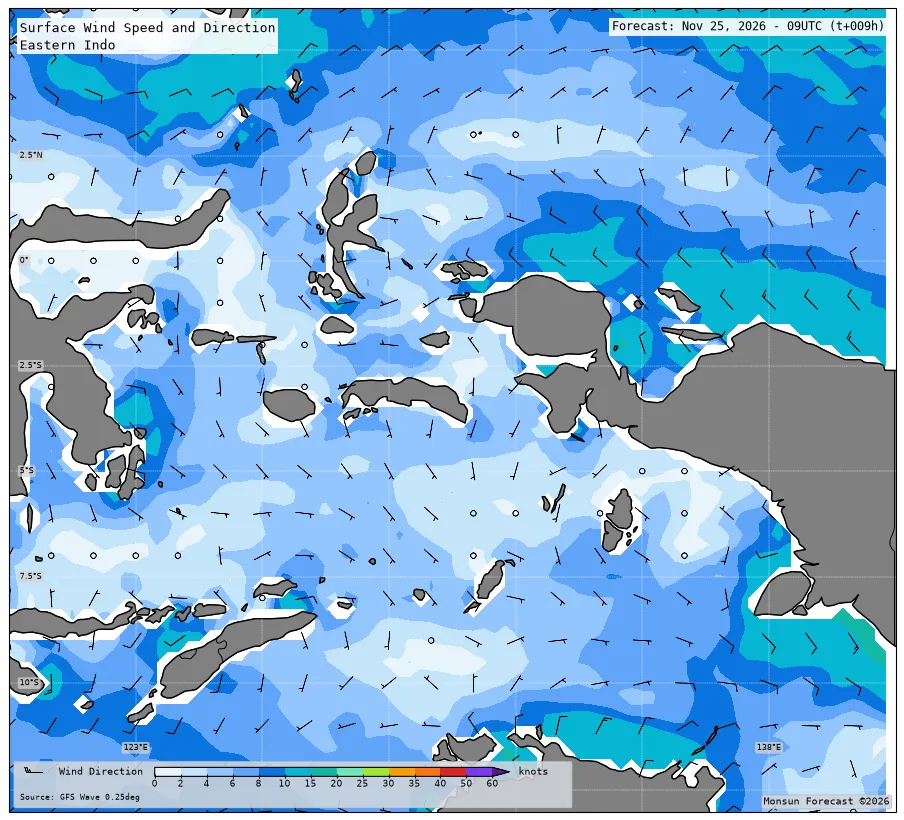 Surface Wind Speed and Direction
Eastern Indo
Forecast: Nov 25, 2026 - 09UTC (t+009h)
2.5°N
0°
2.5°S
5°S
7.5°S
10°S
123°E
138°E
Wind Direction
0 2 4 6 8 10 15 20 25 30 35 40 50 60
knots
Source: GFS Wave 0.25deg
Monsun Forecast ©2026